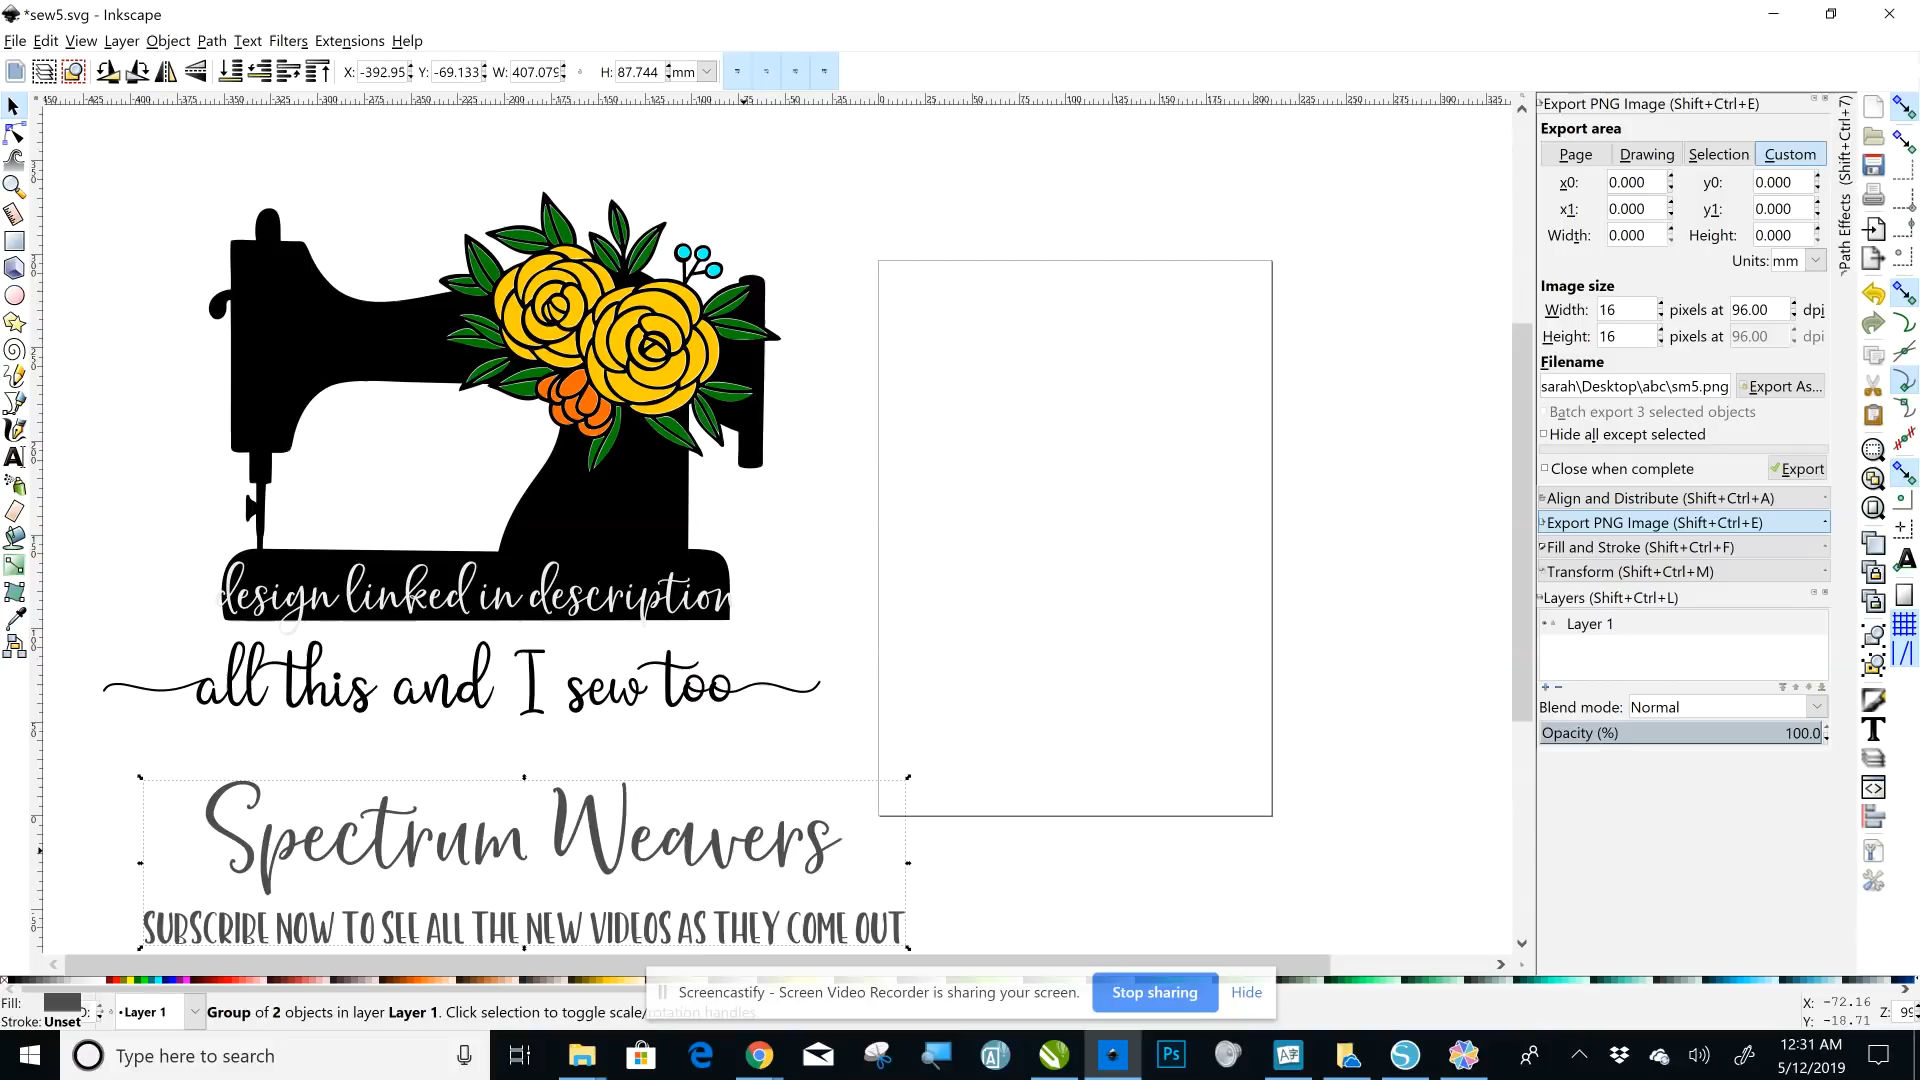 *sew5.svg - Inkscape
File Edit View Layer Object Path Text Filters Extensions Help
X: -392.95 Y: -69.133 W: 407.079 H: 87.744 mm
Export PNG Image (Shift+Ctrl+E)
Path Effects (Shift+Ctrl+7)
Export area
Page Drawing Selection Custom
x0: 0.000 y0: 0.000
x1: 0.000 y1: 0.000
Width: 0.000 Height: 0.000
Units: mm
Image size
Width: 16 pixels at 96.00 dpi
Height: 16 pixels at 96.00 dpi
Filename
sarah\Desktop\abc\sm5.png Export As...
Batch export 3 selected objects
Hide all except selected
Close when complete Export
Align and Distribute (Shift+Ctrl+A)
Export PNG Image (Shift+Ctrl+E)
Fill and Stroke (Shift+Ctrl+F)
Transform (Shift+Ctrl+M)
Layers (Shift+Ctrl+L)
Layer 1
Blend mode: Normal
Opacity (%) 100.0
design linked in description
all this and I sew too
Spectrum Weavers
SUBSCRIBE NOW TO SEE ALL THE NEW VIDEOS AS THEY COME OUT
Screencastify - Screen Video Recorder is sharing your screen. Stop sharing Hide
Fill:
Stroke: Unset
Layer 1
Group of 2 objects in layer Layer 1. Click selection to toggle scale/rotation handles.
X: -72.16
Y: -18.71
Z: 99
Type here to search
12:31 AM
5/12/2019